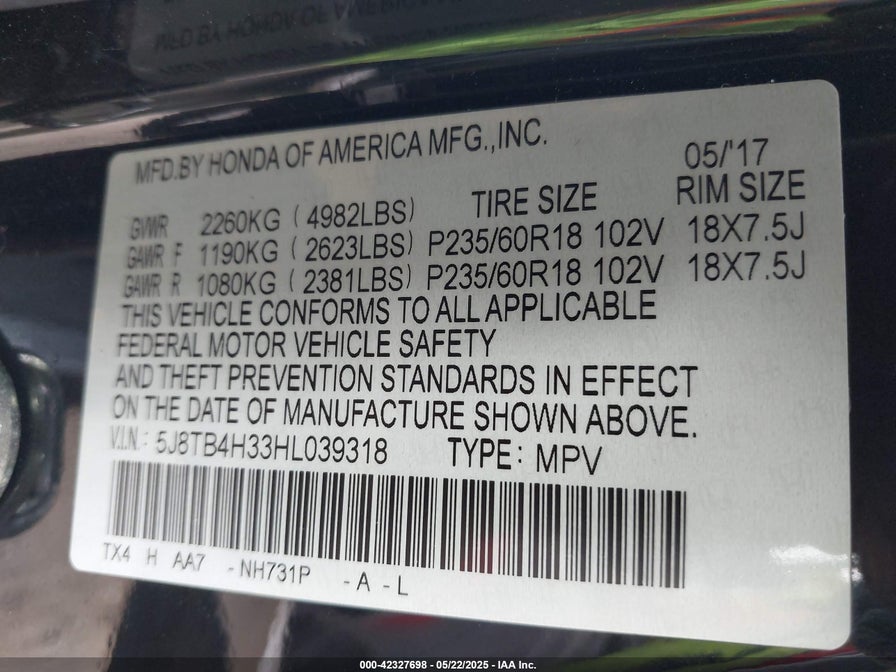 MFD.BY HONDA OF AMERICA MFG.,INC. 05/'17
GVWR 2260KG ( 4982LBS) TIRE SIZE RIM SIZE
GAWR F 1190KG ( 2623LBS) P235/60R18 102V 18X7.5J
GAWR R 1080KG ( 2381LBS) P235/60R18 102V 18X7.5J
THIS VEHICLE CONFORMS TO ALL APPLICABLE
FEDERAL MOTOR VEHICLE SAFETY
AND THEFT PREVENTION STANDARDS IN EFFECT
ON THE DATE OF MANUFACTURE SHOWN ABOVE.
V.I.N.: 5J8TB4H33HL039318 TYPE: MPV
TX4 H AA7 -NH731P -A -L
000-42327698 - 05/22/2025 - IAA Inc.